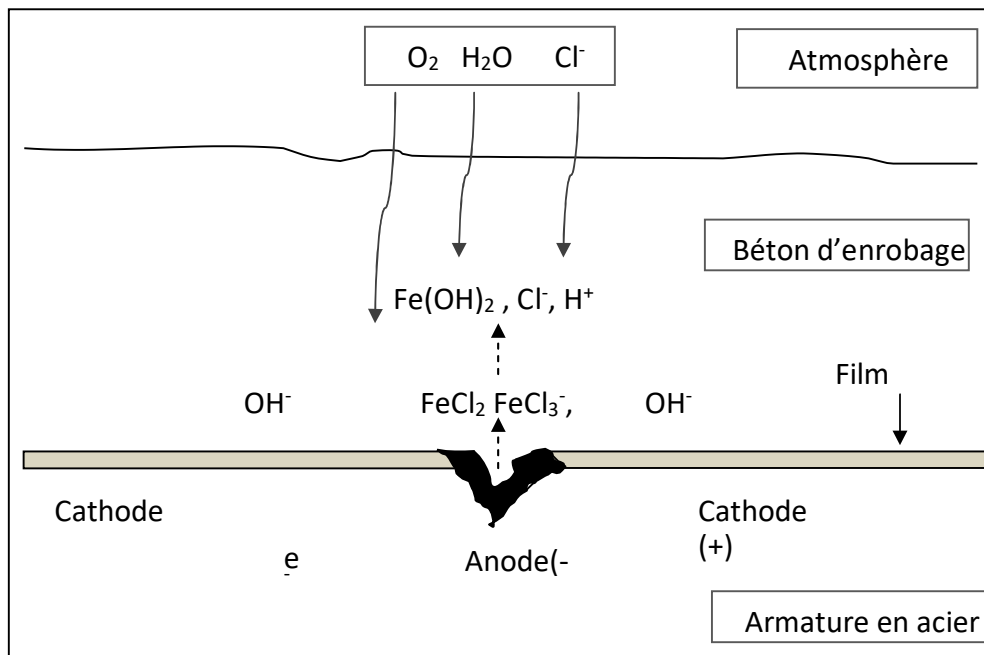 O₂ H₂O Cl⁻
Atmosphère
Béton d’enrobage
Fe(OH)₂ , Cl⁻, H⁺
Film
OH⁻ FeCl₂ FeCl₃⁻, OH⁻
Cathode Cathode
(+)
e⁻ Anode(-
Armature en acier